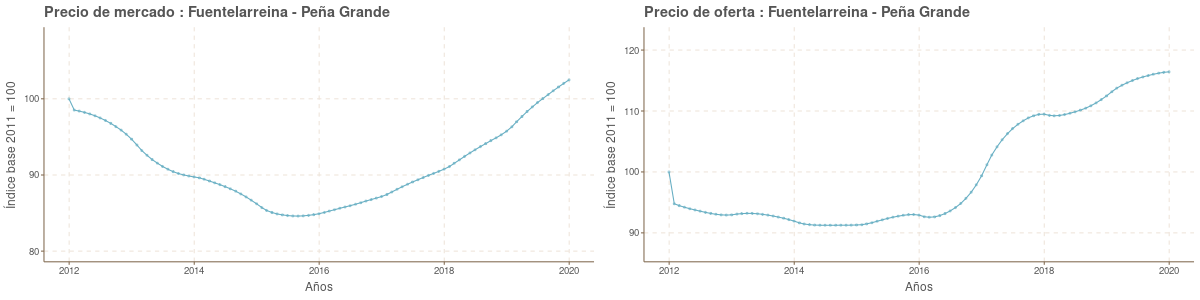 Precio de mercado : Fuentelarreina - Peña Grande
Índice base 2011 = 100
100
90
80
2012 2014 2016 2018 2020
Años
Precio de oferta : Fuentelarreina - Peña Grande
Índice base 2011 = 100
120
110
100
90
2012 2014 2016 2018 2020
Años